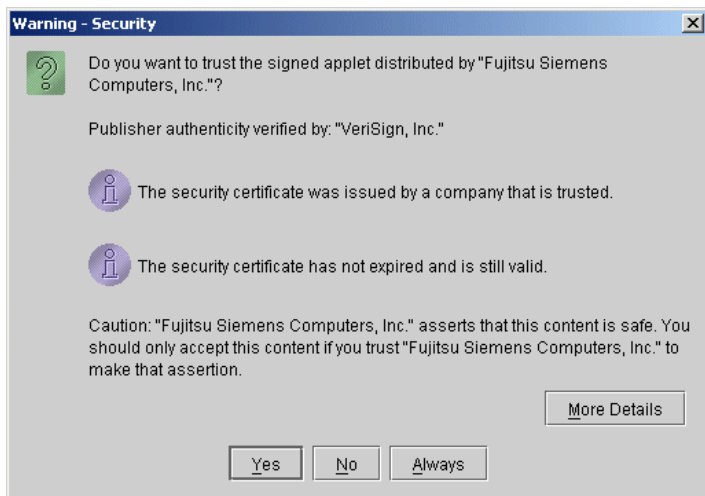 Warning - Security
Do you want to trust the signed applet distributed by "Fujitsu Siemens
Computers, Inc."?
Publisher authenticity verified by: "VeriSign, Inc."
The security certificate was issued by a company that is trusted.
The security certificate has not expired and is still valid.
Caution: "Fujitsu Siemens Computers, Inc." asserts that this content is safe. You
should only accept this content if you trust "Fujitsu Siemens Computers, Inc." to
make that assertion.
More Details
Yes No Always